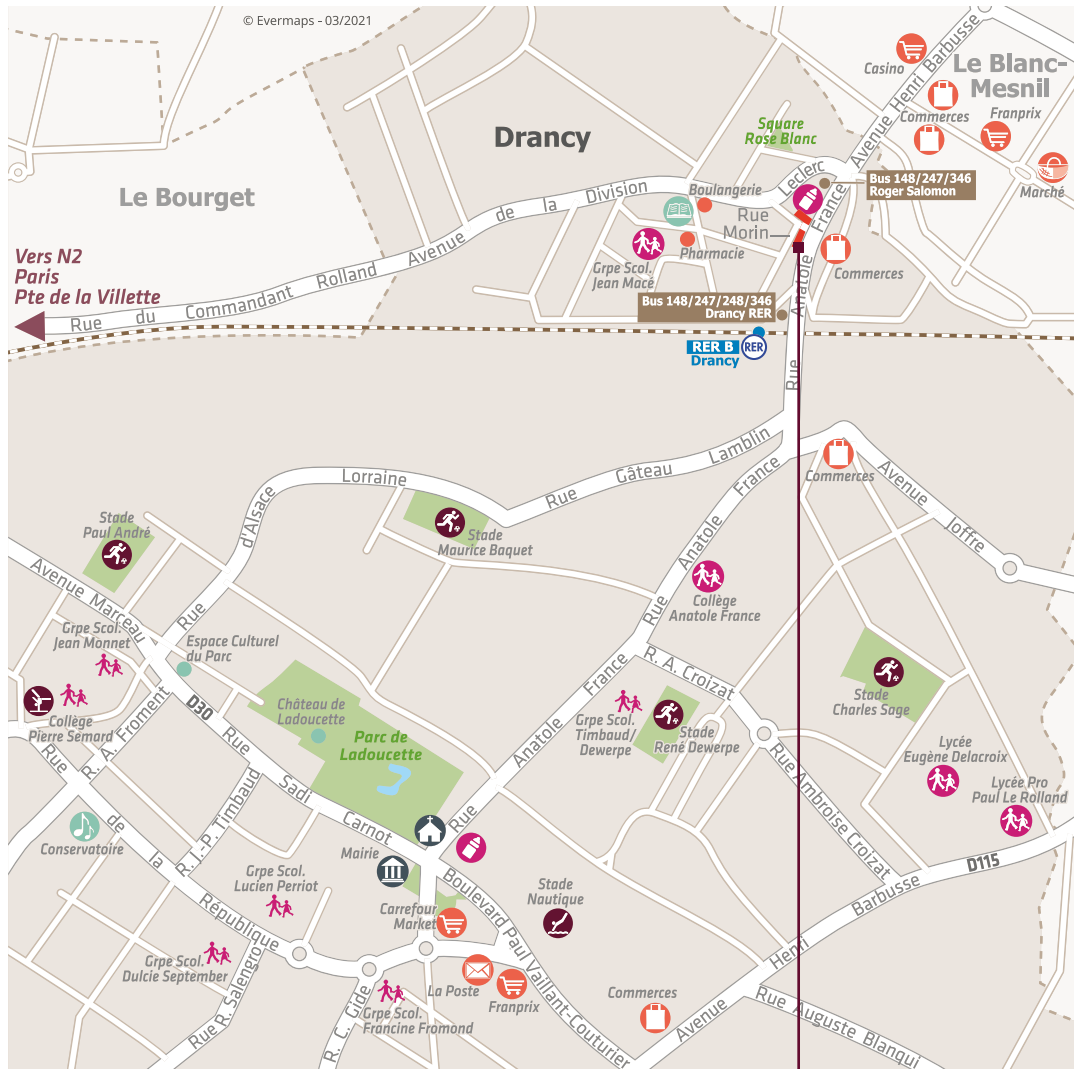 © Evermaps - 03/2021
Avenue Henri Barbusse
Casino
Le Blanc-
Mesnil
Commerces
Franprix
Marché
Drancy
Square
Rose Blanc
Le Bourget
Leclerc
Bus 148/247/346
Roger Salomon
Boulangerie
Rue
Morin
Pharmacie
Grpe Scol.
Jean Macé
Commerces
Vers N2
Paris
Pte de la Villette
Rue du Commandant Rolland Avenue de la Division
Bus 148/247/248/346
Drancy RER
RER B
RER
Drancy
Rue Anatole France
Lorraine
Rue Gâteau Lamblin
Commerces
Avenue Joffre
Rue d'Alsace
Stade
Paul André
Stade
Maurice Baquet
Avenue Marceau
Rue Anatole France
Collège
Anatole France
Grpe Scol.
Jean Monnet
Espace Culturel
du Parc
R. A. Croizat
Stade
Charles Sage
Collège
Pierre Sémard
R. A. Froment
D30
Château de
Ladoucette
Parc de
Ladoucette
Grpe Scol.
Timbaud/
Dewerpe
Stade
René Dewerpe
Rue Anatole France
Lycée
Eugène Delacroix
Lycée Pro
Paul Le Rolland
Rue Ambroise Croizat
Rue Sadi Carnot
Rue de la République
R. J.-P. Timbaud
Conservatoire
Mairie
Grpe Scol.
Lucien Perriot
D115
Stade
Nautique
Carrefour
Market
Boulevard Paul Vaillant-Couturier
Avenue Henri Barbusse
Grpe Scol.
Dulcie September
Rue R. Salengro
La Poste
Franprix
Commerces
Grpe Scol.
Francine Fromond
R. C. Gide
Rue Auguste Blanqui